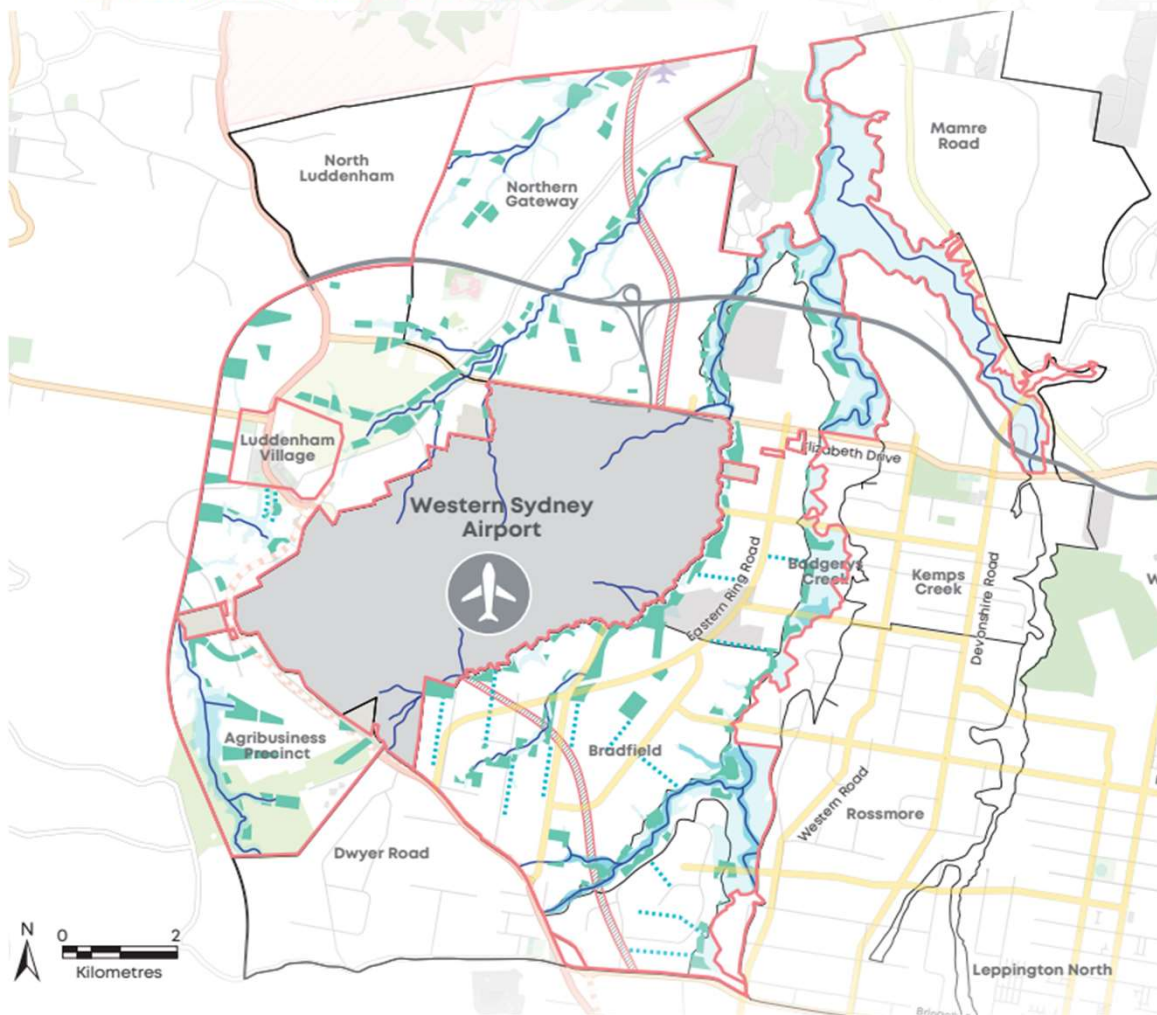 Mamre
Road
North
Luddenham
Northern
Gateway
Luddenham
Village
Elizabeth Drive
Western Sydney
Airport
Badgerys
Creek
Kemps
Creek
Eastern Ring Road
Devonshire Road
Agribusiness
Precinct
Bradfield
Western Road
Rossmore
Dwyer Road
N
0 2
Kilometres
Leppington North
W